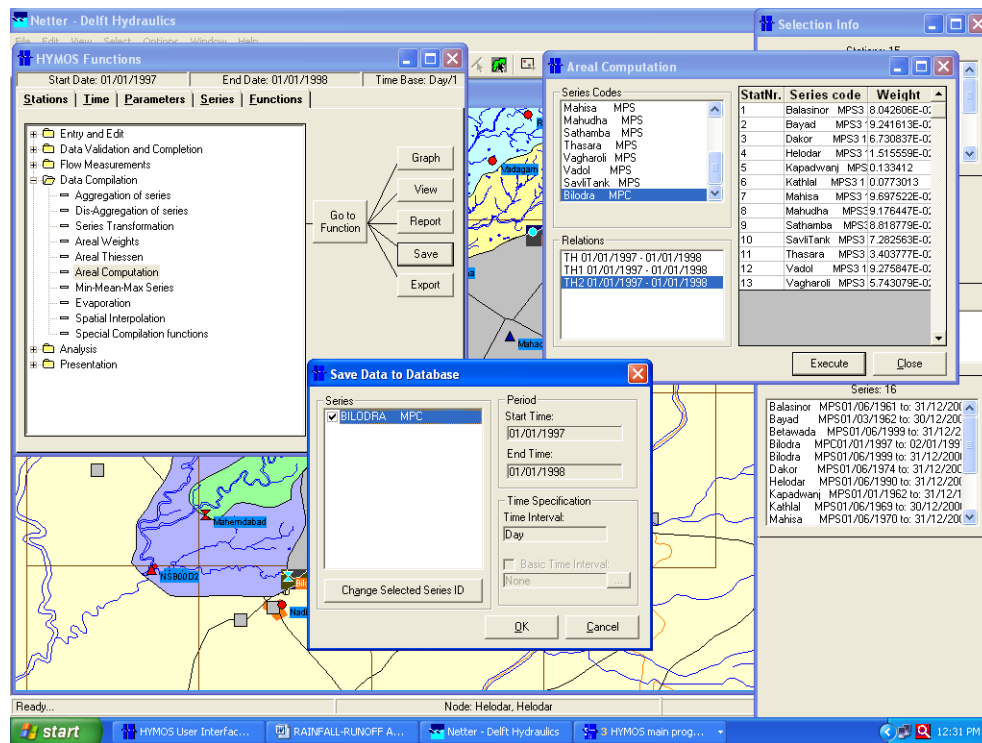 Netter - Delft Hydraulics
File Edit View Select Options Window Help
HYMOS Functions
Start Date: 01/01/1997 End Date: 01/01/1998 Time Base: Day/1
Stations Time Parameters Series Functions
Entry and Edit
Data Validation and Completion
Flow Measurements
Data Compilation
Aggregation of series
Dis-Aggregation of series
Series Transformation
Areal Weights
Areal Thiessen
Areal Computation
Min-Mean-Max Series
Evaporation
Spatial Interpolation
Special Compilation functions
Analysis
Presentation
Go to
Function
Graph
View
Report
Save
Export
Vadagam
Mahemdabad
NS800D2
Areal Computation
Series Codes
Mahisa MPS
Mahudha MPS
Sathamba MPS
Thasara MPS
Vagharoli MPS
Vadol MPS
SavliTank MPS
Bilodra MPC
Relations
TH 01/01/1997 - 01/01/1998
TH1 01/01/1997 - 01/01/1998
TH2 01/01/1997 - 01/01/1998
StatNr. Series code Weight
1 Balasinor MPS3 8.042606E-02
2 Bayad MPS3 9.241613E-02
3 Dakor MPS3 6.730837E-02
4 Helodar MPS3 11.515559E-02
5 Kapadwanj MPS 0.133412
6 Kathlal MPS3 1 0.0773013
7 Mahisa MPS3 9.697522E-02
8 Mahudha MPS3 9.176447E-02
9 Sathamba MPS3 8.818779E-02
10 SavliTank MPS3 7.282563E-02
11 Thasara MPS3 3.403777E-02
12 Vadol MPS3 9.275847E-02
13 Vagharoli MPS3 5.743079E-02
Execute Close
Save Data to Database
Series
BILODRA MPC
Change Selected Series ID
Period
Start Time:
01/01/1997
End Time:
01/01/1998
Time Specification
Time Interval:
Day
Basic Time Interval:
None ...
OK Cancel
Selection Info
Stations: 15
Series: 16
Balasinor MPS01/06/1961 to: 31/12/200
Bayad MPS01/03/1962 to: 30/12/200
Betawada MPS01/06/1999 to: 31/12/2
Bilodra MPC01/01/1997 to: 02/01/199
Bilodra MPS01/06/1999 to: 31/12/200
Dakor MPS01/06/1974 to: 31/12/200
Helodar MPS01/06/1990 to: 31/12/200
Kapadwanj MPS01/01/1962 to: 31/12/1
Kathlal MPS01/06/1969 to: 30/12/200
Mahisa MPS01/06/1970 to: 31/12/200
Ready... Node: Helodar, Helodar
start HYMOS User Interfac... RAINFALL-RUNOFF A... Netter - Delft Hydraulics 3 HYMOS main prog... 12:31 PM